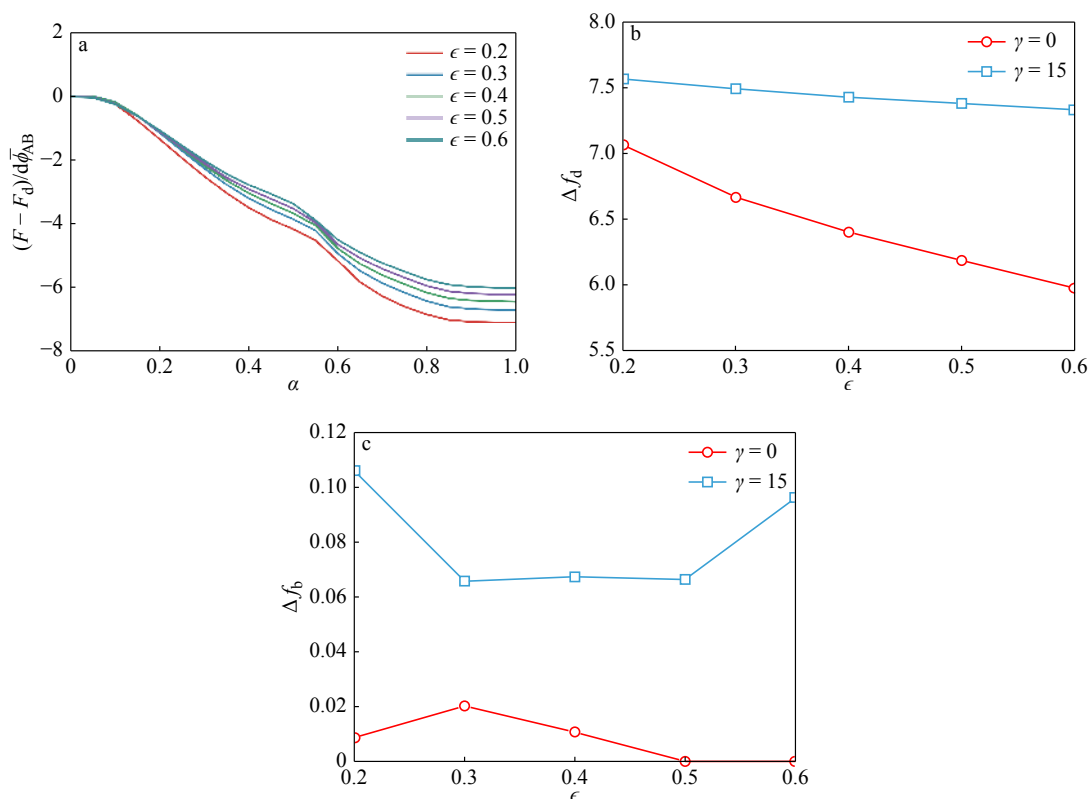 a
2
0
−2
−4
−6
−8
(F − F_d)/dϕ̅_AB
ϵ = 0.2
ϵ = 0.3
ϵ = 0.4
ϵ = 0.5
ϵ = 0.6
0 0.2 0.4 0.6 0.8 1.0
α
b
8.0
7.5
7.0
6.5
6.0
5.5
Δf_d
γ = 0
γ = 15
0.2 0.3 0.4 0.5 0.6
ϵ
c
0.12
0.10
0.08
0.06
0.04
0.02
0
Δf_b
γ = 0
γ = 15
0.2 0.3 0.4 0.5 0.6
ϵ